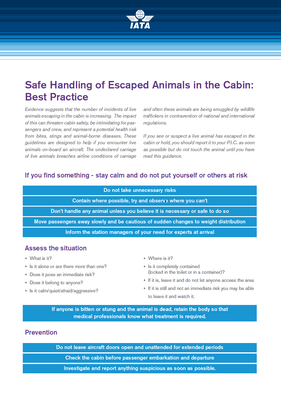 IATA
Safe Handling of Escaped Animals in the Cabin:
Best Practice
Evidence suggests that the number of incidents of live
animals escaping in the cabin is increasing. The impact
of this can threaten cabin safety, be intimidating for pas-
sengers and crew, and represent a potential health risk
from bites, stings and animal-borne diseases. These
guidelines are designed to help if you encounter live
animals on-board an aircraft. The undeclared carriage
of live animals breaches airline conditions of carriage
and often these animals are being smuggled by wildlife
traffickers in contravention of national and international
regulations.
If you see or suspect a live animal has escaped in the
cabin or hold, you should report it to your P.I.C. as soon
as possible but do not touch the animal until you have
read this guidance.
If you find something - stay calm and do not put yourself or others at risk
Do not take unnecessary risks
Contain where possible, try and observe where you can't
Don't handle any animal unless you believe it is necessary or safe to do so
Move passengers away slowly and be cautious of sudden changes to weight distribution
Inform the station managers of your need for experts at arrival
Assess the situation
• What is it?
• Is it alone or are there more than one?
• Does it pose an immediate risk?
• Does it belong to anyone?
• Is it calm/quiet/afraid/aggressive?
• Where is it?
• Is it completely contained
(locked in the toilet or in a container)?
• If it is, leave it and do not let anyone access the area
• If it is still and not an immediate risk you may be able
to leave it and watch it.
If anyone is bitten or stung and the animal is dead, retain the body so that
medical professionals know what treatment is required.
Prevention
Do not leave aircraft doors open and unattended for extended periods
Check the cabin before passenger embarkation and departure
Investigate and report anything suspicious as soon as possible.